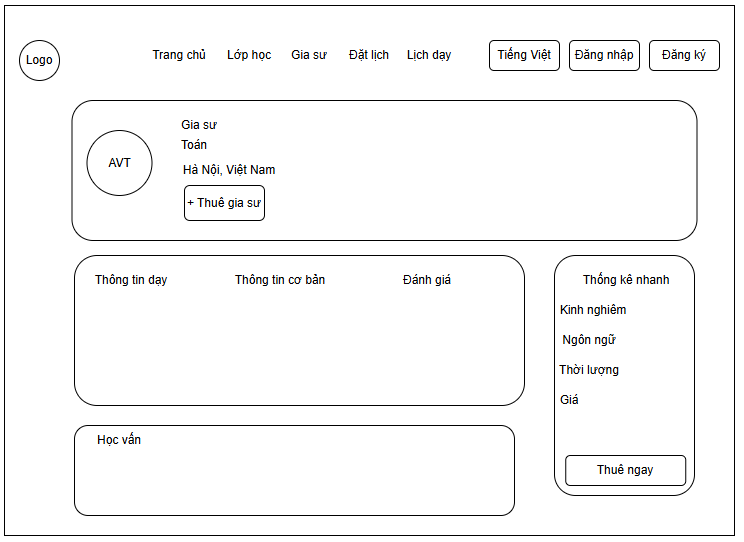 Logo
Trang chủ Lớp học Gia sư Đặt lịch Lịch dạy Tiếng Việt Đăng nhập Đăng ký
AVT
Gia sư
Toán
Hà Nội, Việt Nam
+ Thuê gia sư
Thông tin dạy Thông tin cơ bản Đánh giá
Học vấn
Thống kê nhanh
Kinh nghiêm
Ngôn ngữ
Thời lượng
Giá
Thuê ngay